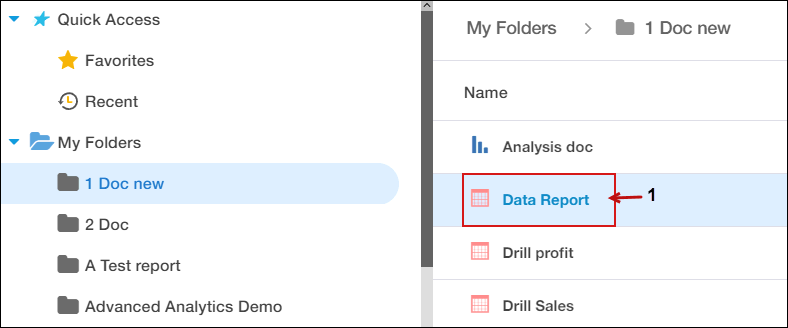 Quick Access
Favorites
Recent
My Folders
1 Doc new
2 Doc
A Test report
Advanced Analytics Demo
My Folders > 1 Doc new
Name
Analysis doc
Data Report 1
Drill profit
Drill Sales